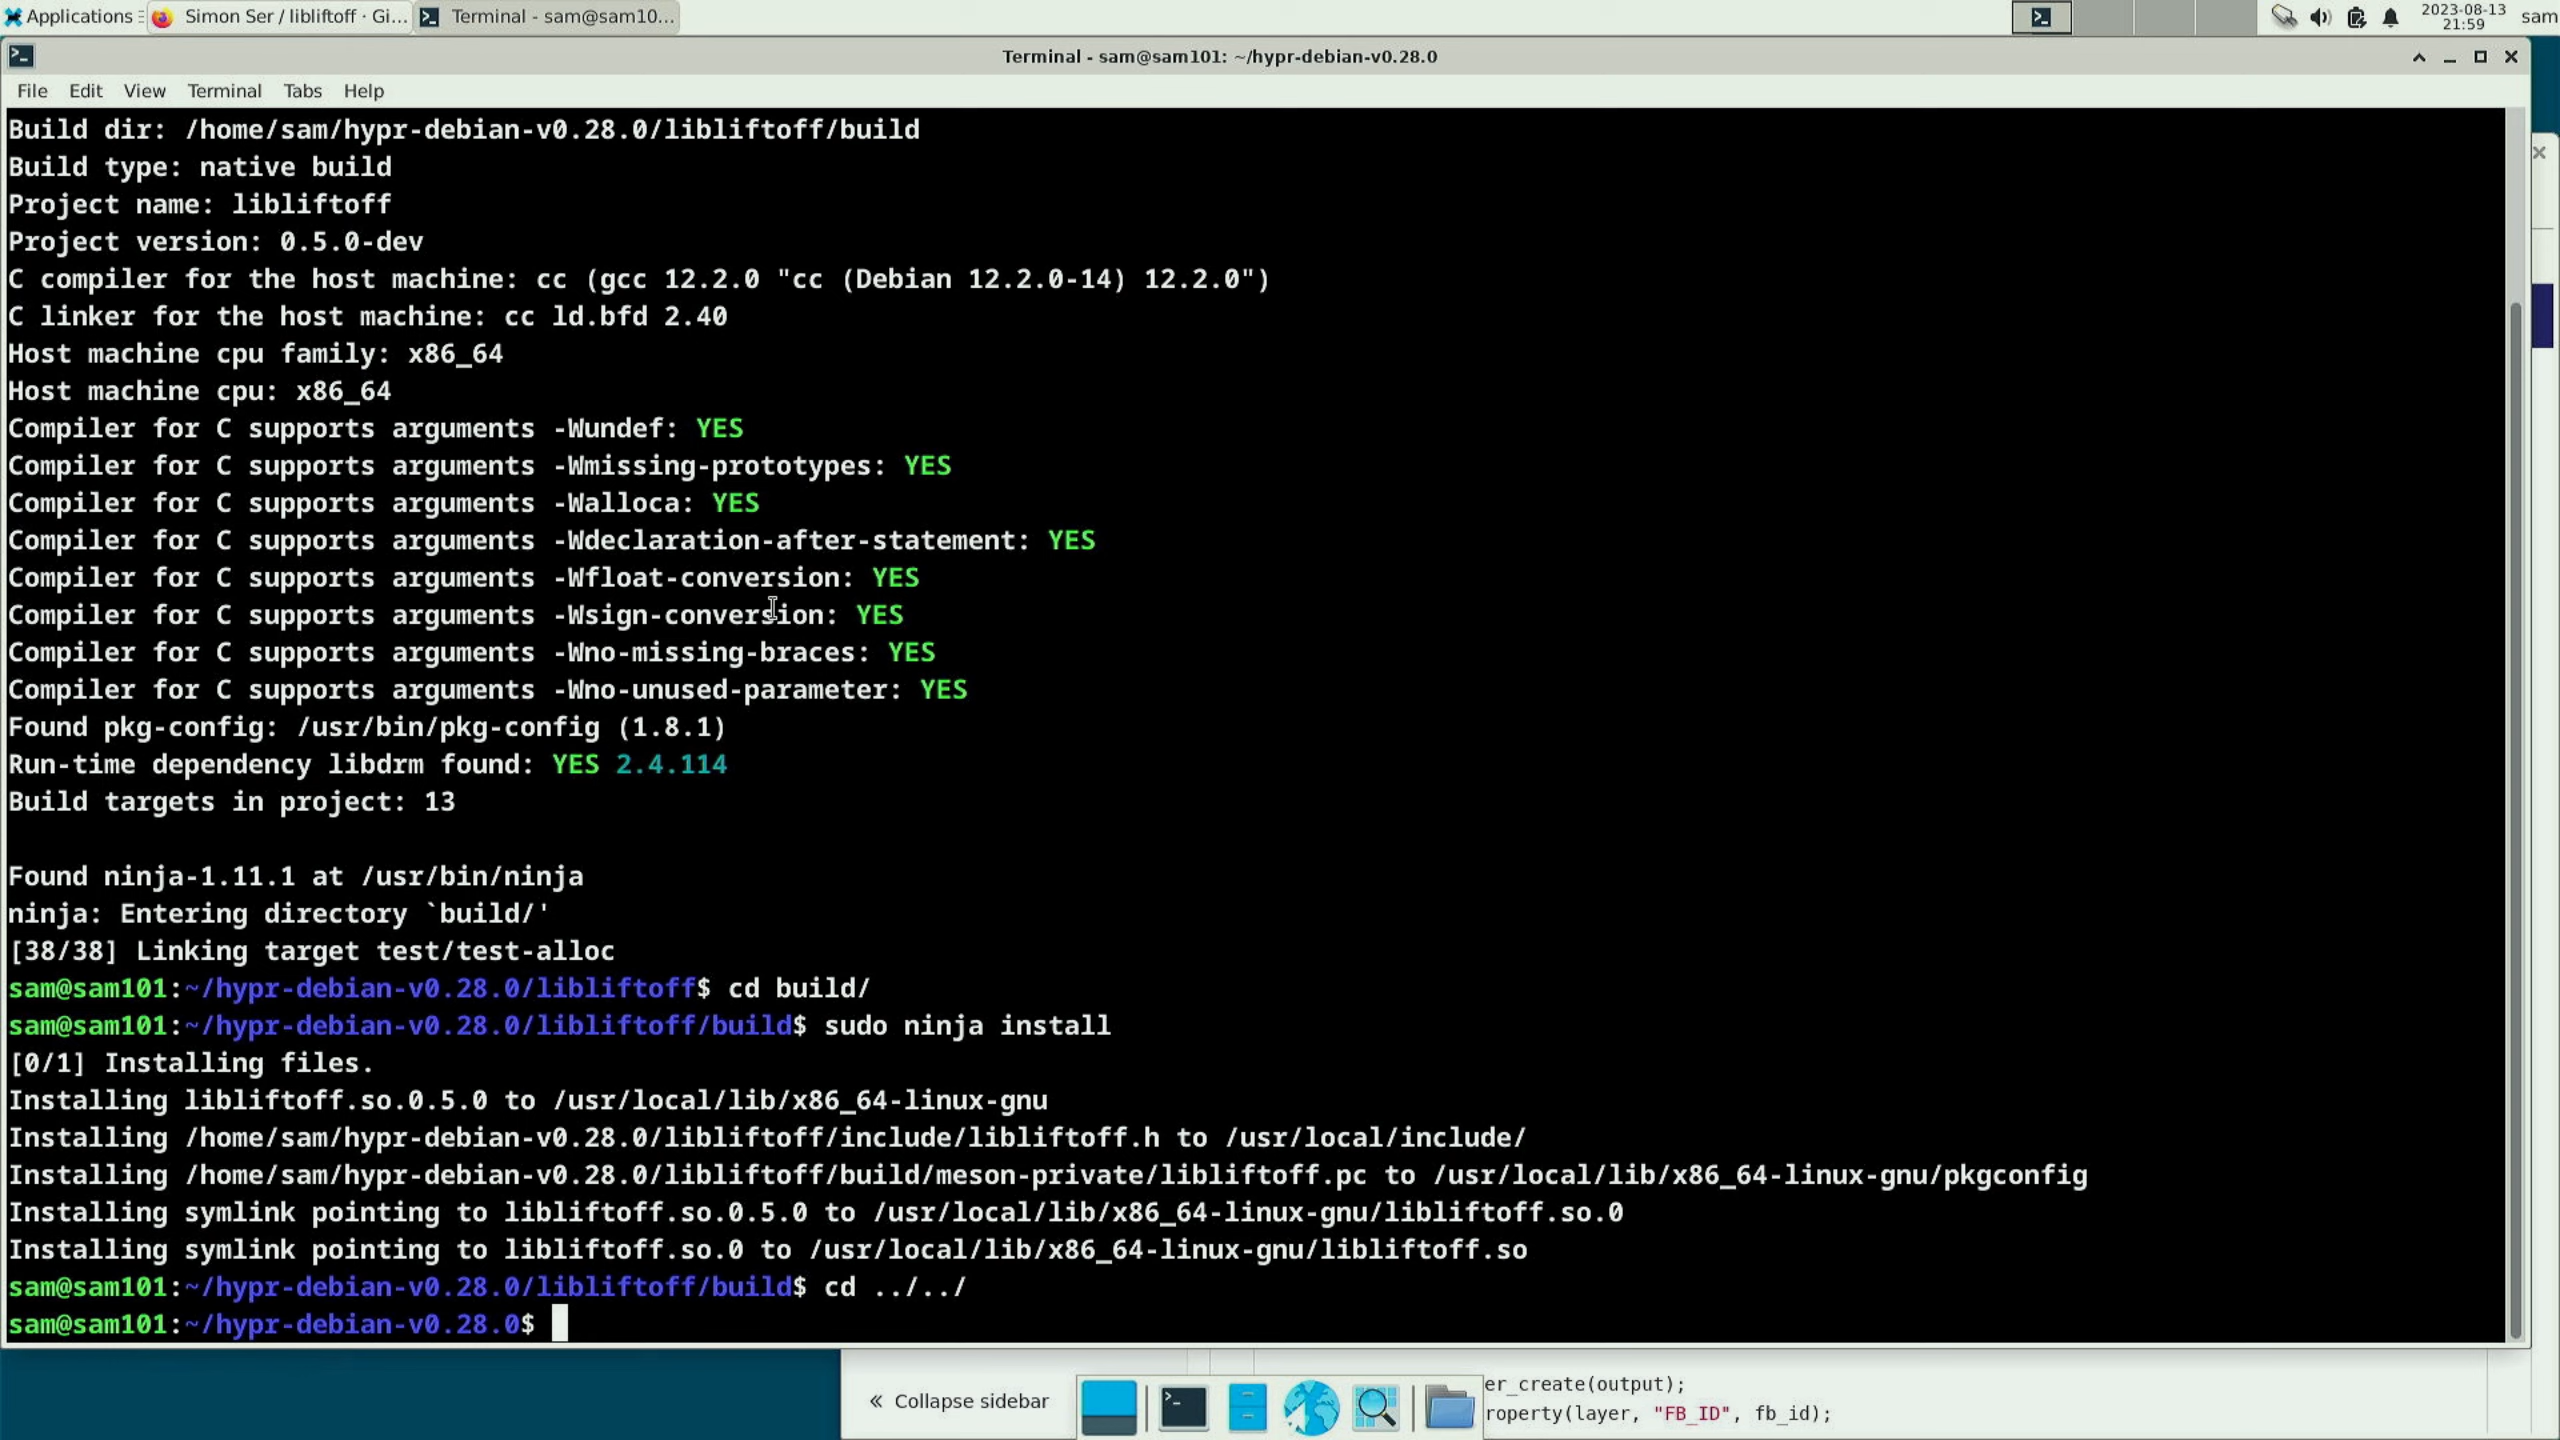 Applications
Simon Ser / libliftoff · Gi...
Terminal - sam@sam10...
2023-08-13
21:59
sam
Terminal - sam@sam101: ~/hypr-debian-v0.28.0
File Edit View Terminal Tabs Help
Build dir: /home/sam/hypr-debian-v0.28.0/libliftoff/build
Build type: native build
Project name: libliftoff
Project version: 0.5.0-dev
C compiler for the host machine: cc (gcc 12.2.0 "cc (Debian 12.2.0-14) 12.2.0")
C linker for the host machine: cc ld.bfd 2.40
Host machine cpu family: x86_64
Host machine cpu: x86_64
Compiler for C supports arguments -Wundef: YES
Compiler for C supports arguments -Wmissing-prototypes: YES
Compiler for C supports arguments -Walloca: YES
Compiler for C supports arguments -Wdeclaration-after-statement: YES
Compiler for C supports arguments -Wfloat-conversion: YES
Compiler for C supports arguments -Wsign-conversion: YES
Compiler for C supports arguments -Wno-missing-braces: YES
Compiler for C supports arguments -Wno-unused-parameter: YES
Found pkg-config: /usr/bin/pkg-config (1.8.1)
Run-time dependency libdrm found: YES 2.4.114
Build targets in project: 13
Found ninja-1.11.1 at /usr/bin/ninja
ninja: Entering directory `build/'
[38/38] Linking target test/test-alloc
sam@sam101:~/hypr-debian-v0.28.0/libliftoff$ cd build/
sam@sam101:~/hypr-debian-v0.28.0/libliftoff/build$ sudo ninja install
[0/1] Installing files.
Installing libliftoff.so.0.5.0 to /usr/local/lib/x86_64-linux-gnu
Installing /home/sam/hypr-debian-v0.28.0/libliftoff/include/libliftoff.h to /usr/local/include/
Installing /home/sam/hypr-debian-v0.28.0/libliftoff/build/meson-private/libliftoff.pc to /usr/local/lib/x86_64-linux-gnu/pkgconfig
Installing symlink pointing to libliftoff.so.0.5.0 to /usr/local/lib/x86_64-linux-gnu/libliftoff.so.0
Installing symlink pointing to libliftoff.so.0 to /usr/local/lib/x86_64-linux-gnu/libliftoff.so
sam@sam101:~/hypr-debian-v0.28.0/libliftoff/build$ cd ../../
sam@sam101:~/hypr-debian-v0.28.0$
« Collapse sidebar
er_create(output);
roperty(layer, "FB_ID", fb_id);